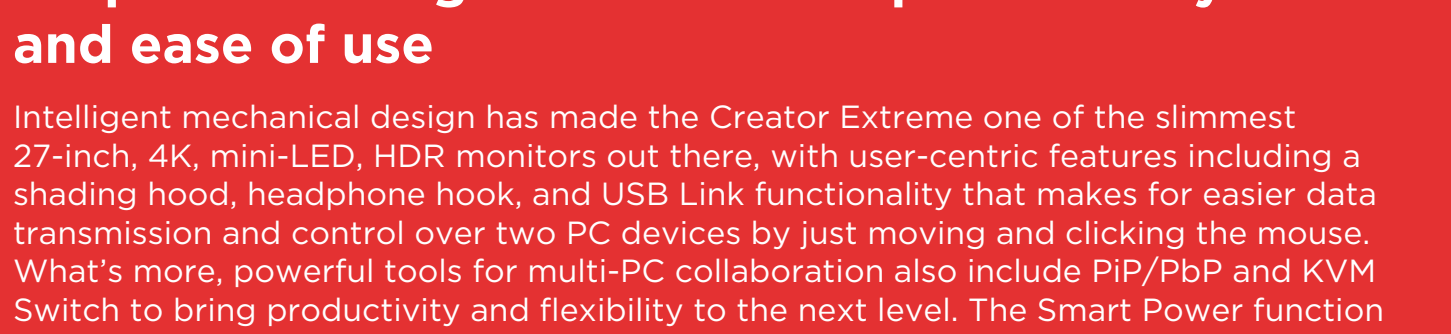 and ease of use
Intelligent mechanical design has made the Creator Extreme one of the slimmest
27-inch, 4K, mini-LED, HDR monitors out there, with user-centric features including a
shading hood, headphone hook, and USB Link functionality that makes for easier data
transmission and control over two PC devices by just moving and clicking the mouse.
What’s more, powerful tools for multi-PC collaboration also include PiP/PbP and KVM
Switch to bring productivity and flexibility to the next level. The Smart Power function